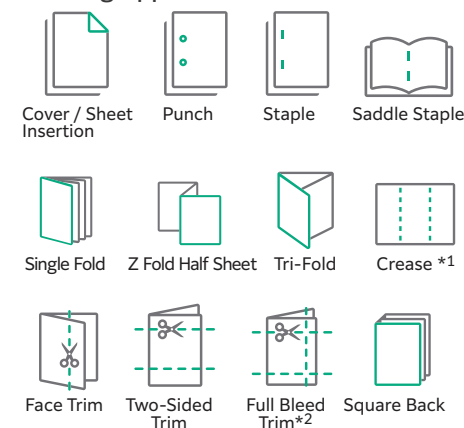 Cover / Sheet
Insertion
Punch
Staple
Saddle Staple
Single Fold
Z Fold Half Sheet
Tri-Fold
Crease *1
Face Trim
Two-Sided
Trim
Full Bleed
Trim*2
Square Back